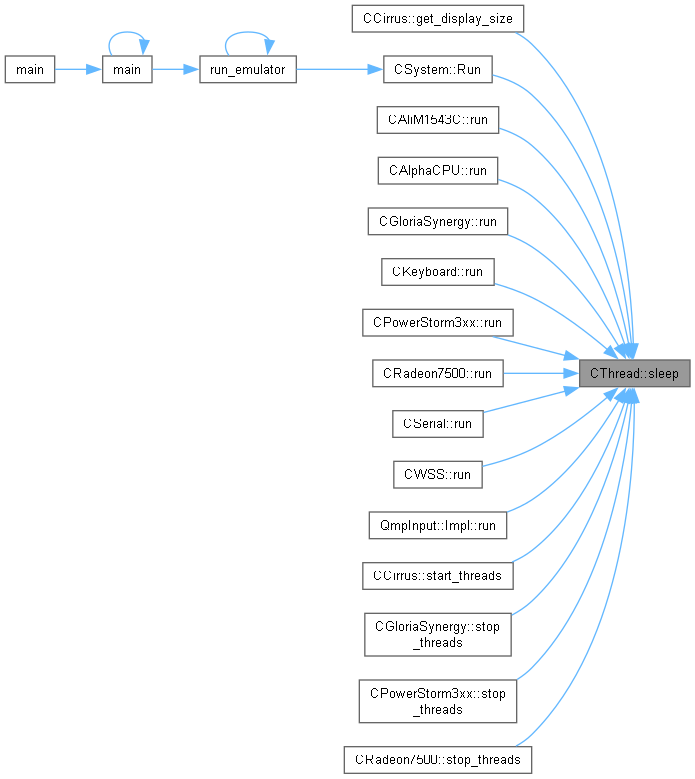 CCirrus::get_display_size
main
main
run_emulator
CSystem::Run
CAliM1543C::run
CAlphaCPU::run
CGloriaSynergy::run
CKeyboard::run
CPowerStorm3xx::run
CThread::sleep
CRadeon7500::run
CSerial::run
CWSS::run
QmpInput::Impl::run
CCirrus::start_threads
CGloriaSynergy::stop
_threads
CPowerStorm3xx::stop
_threads
CRadeon7500::stop_threads